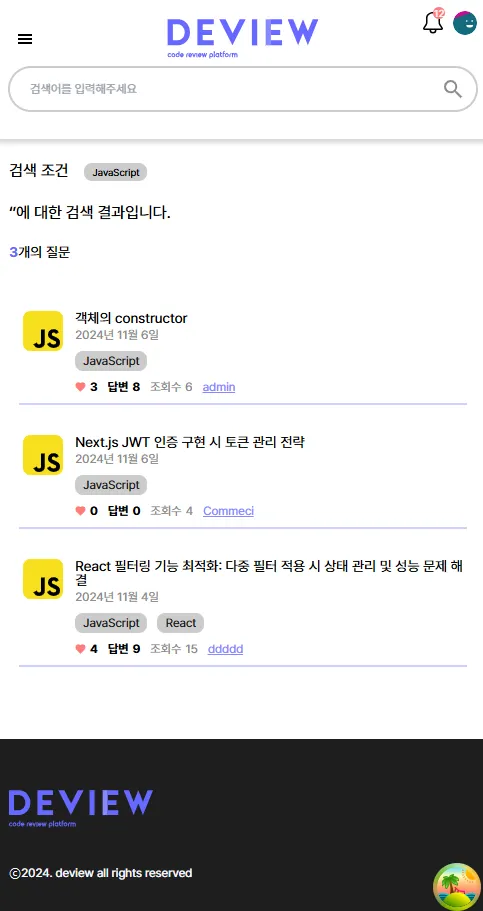 12
DEVIEW
code review platform
검색어를 입력해주세요
검색 조건 JavaScript
‘’에 대한 검색 결과입니다.
3개의 질문
JS
객체의 constructor
2024년 11월 6일
JavaScript
3 답변 8 조회수 6 admin
JS
Next.js JWT 인증 구현 시 토큰 관리 전략
2024년 11월 6일
JavaScript
0 답변 0 조회수 4 Commeci
JS
React 필터링 기능 최적화: 다중 필터 적용 시 상태 관리 및 성능 문제 해
결
2024년 11월 4일
JavaScript React
4 답변 9 조회수 15 ddddd
DEVIEW
code review platform
©2024. deview all rights reserved